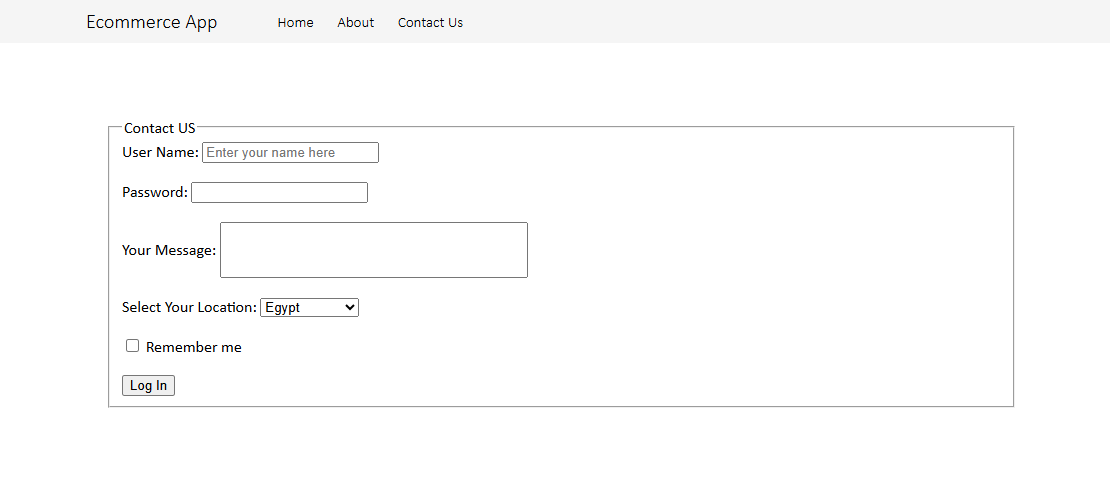 Ecommerce App Home About Contact Us
Contact US
User Name: Enter your name here
Password:
Your Message:
Select Your Location: Egypt
Remember me
Log In